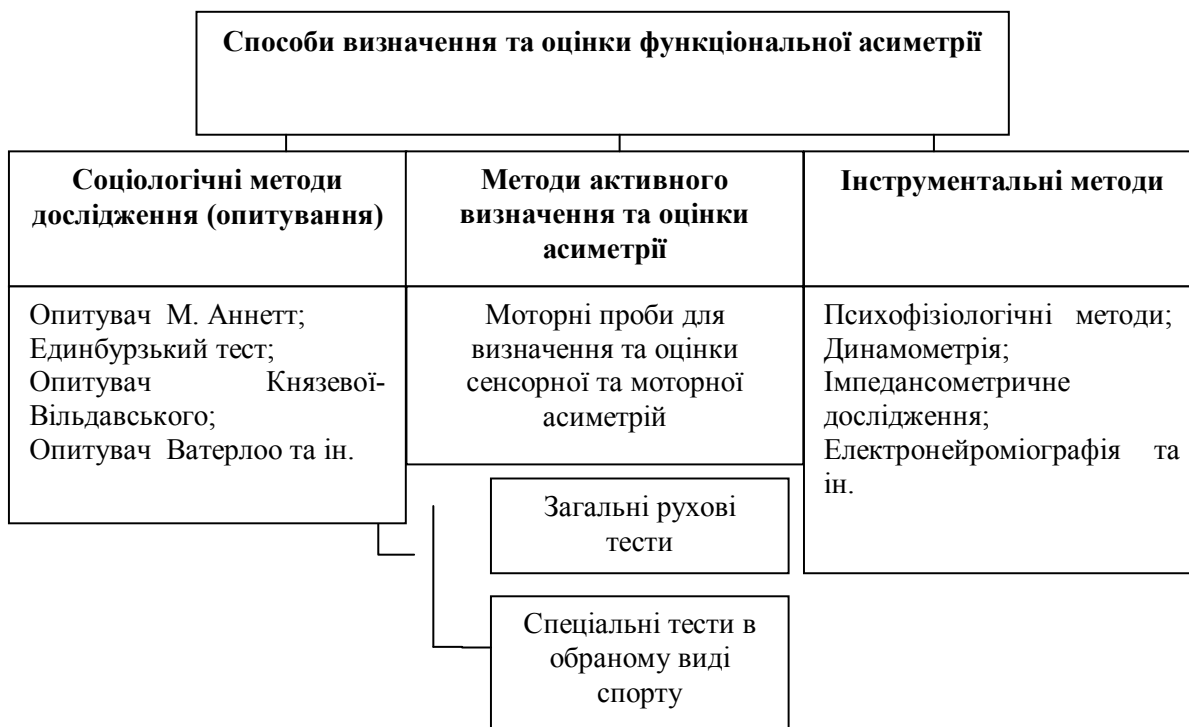 Способи визначення та оцінки функціональної асиметрії
Соціологічні методи
дослідження (опитування)
Методи активного
визначення та оцінки
асиметрії
Інструментальні методи
Опитувач М. Аннетт;
Единбурзький тест;
Опитувач Князевої-
Вільдавського;
Опитувач Ватерлоо та ін.
Моторні проби для
визначення та оцінки
сенсорної та моторної
асиметрій
Психофізіологічні методи;
Динамометрія;
Імпедансометричне
дослідження;
Електронейроміографія та
ін.
Загальні рухові
тести
Спеціальні тести в
обраному виді
спорту